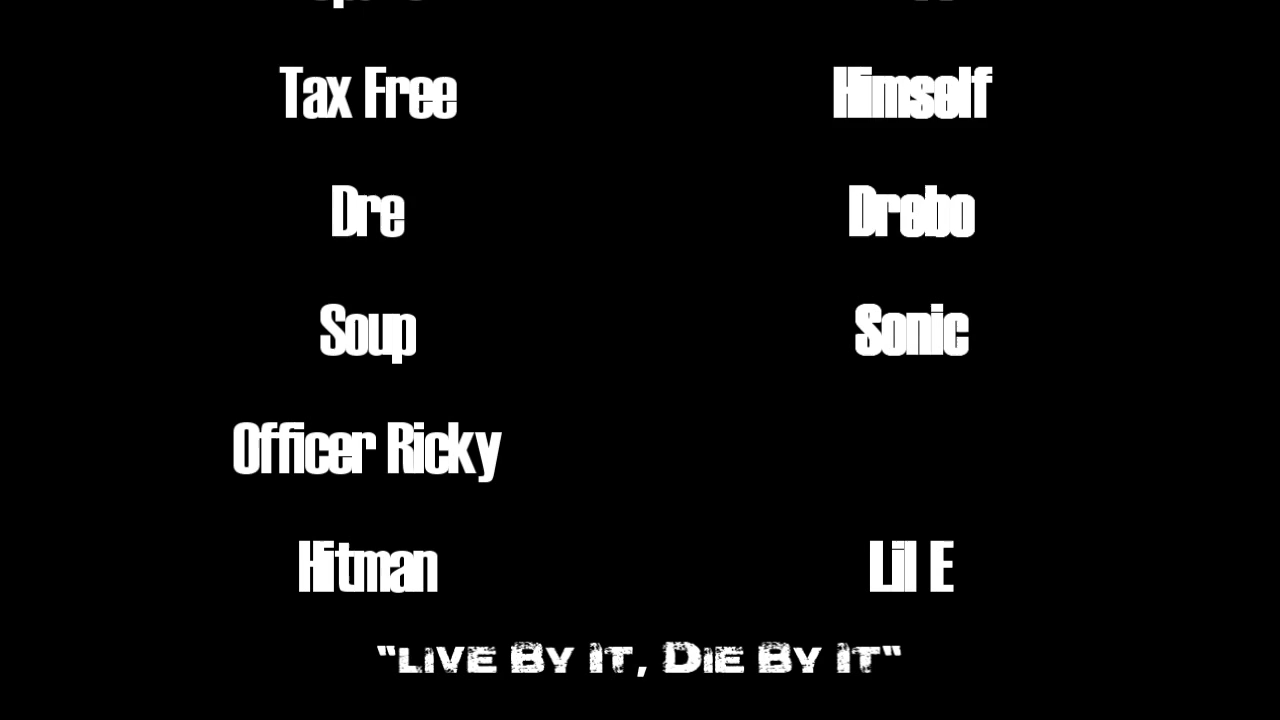 Tax Free Himself
Dre Drebo
Soup Sonic
Officer Ricky
Hitman Lil E
"Live By It, Die By It"